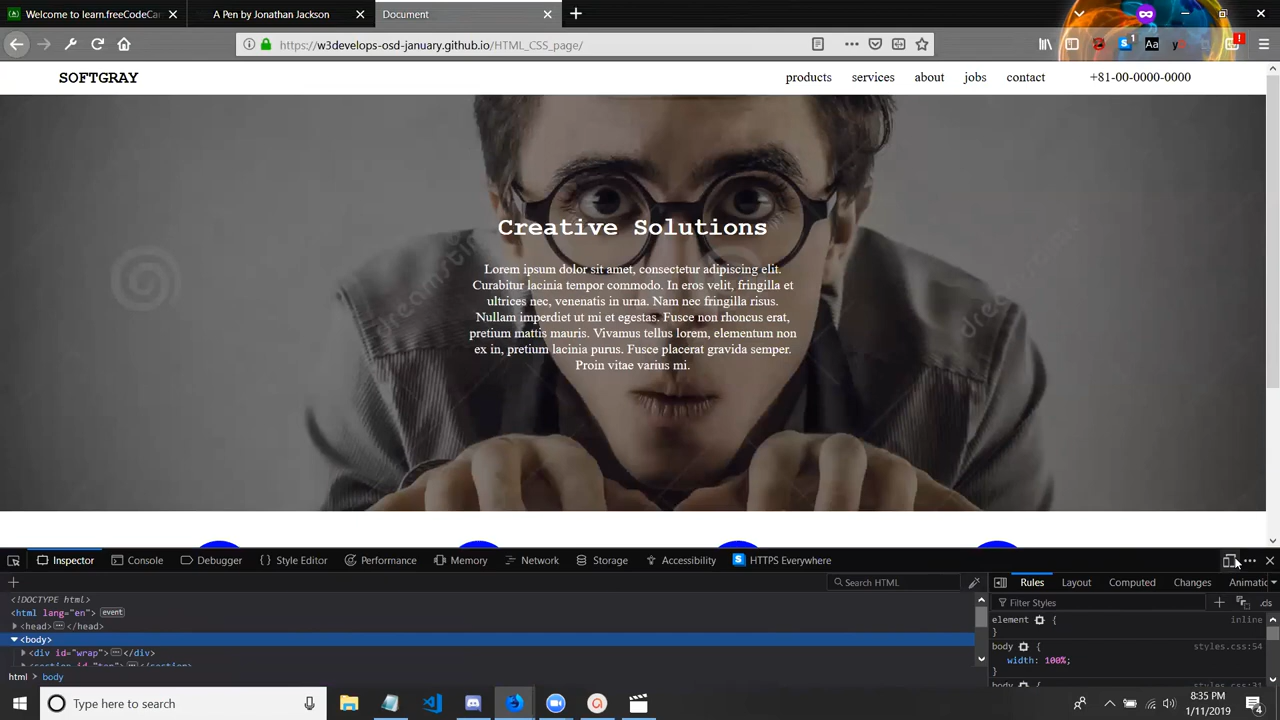 Welcome to learn.freeCodeCa
A Pen by Jonathan Jackson
Document
https://w3develops-osd-january.github.io/HTML_CSS_page/
SOFTGRAY
products services about jobs contact +81-00-0000-0000
Creative Solutions
Lorem ipsum dolor sit amet, consectetur adipiscing elit.
Curabitur lacinia tempor commodo. In eros velit, fringilla et
ultrices nec, venenatis in urna. Nam nec fringilla risus.
Nullam imperdiet ut mi et egestas. Fusce non rhoncus erat,
pretium mattis mauris. Vivamus tellus lorem, elementum non
ex in, pretium lacinia purus. Fusce placerat gravida semper.
Proin vitae varius mi.
Inspector Console Debugger Style Editor Performance Memory Network Storage Accessibility HTTPS Everywhere
Search HTML
Rules Layout Computed Changes Animatic
Filter Styles
.cls
<!DOCTYPE html>
<html lang="en"> event
<head> </head>
<body>
<div id="wrap"> </div>
element { inline
}
body { styles.css:54
width: 100%;
html > body
Type here to search
8:35 PM
1/11/2019